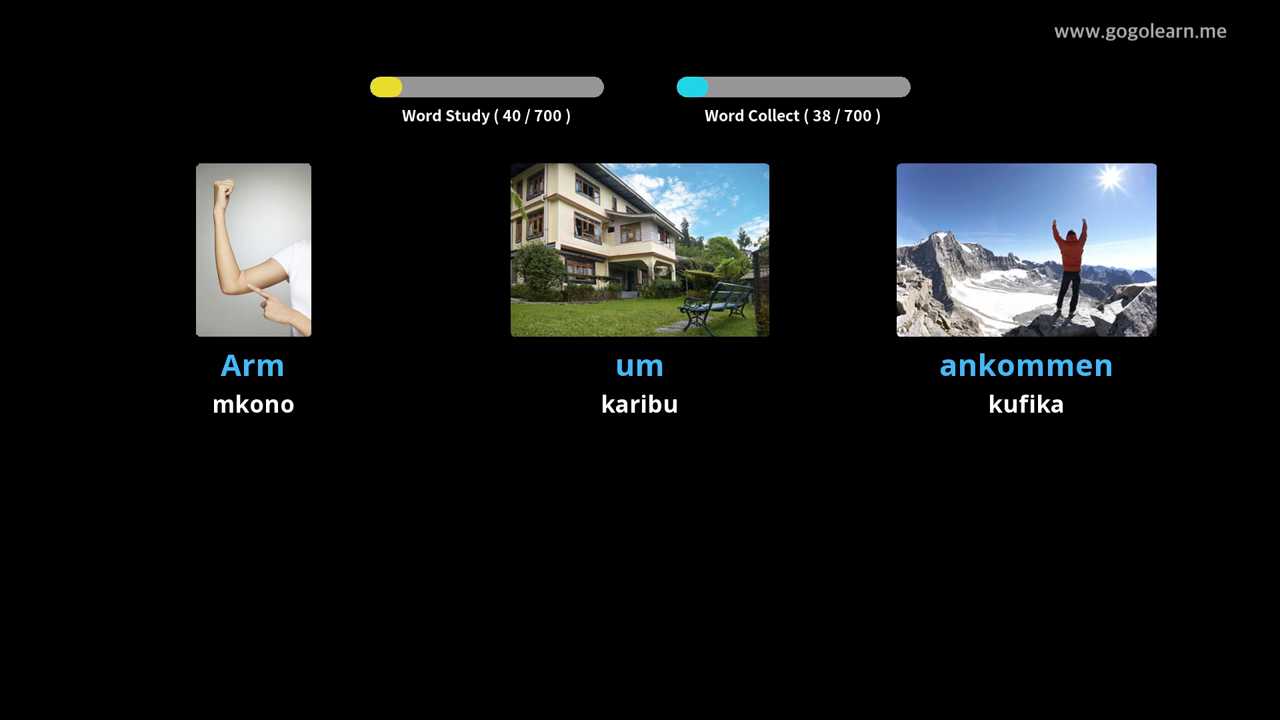 www.gogolearn.me
Word Study ( 40 / 700 )
Word Collect ( 38 / 700 )
Arm
mkono
um
karibu
ankommen
kufika